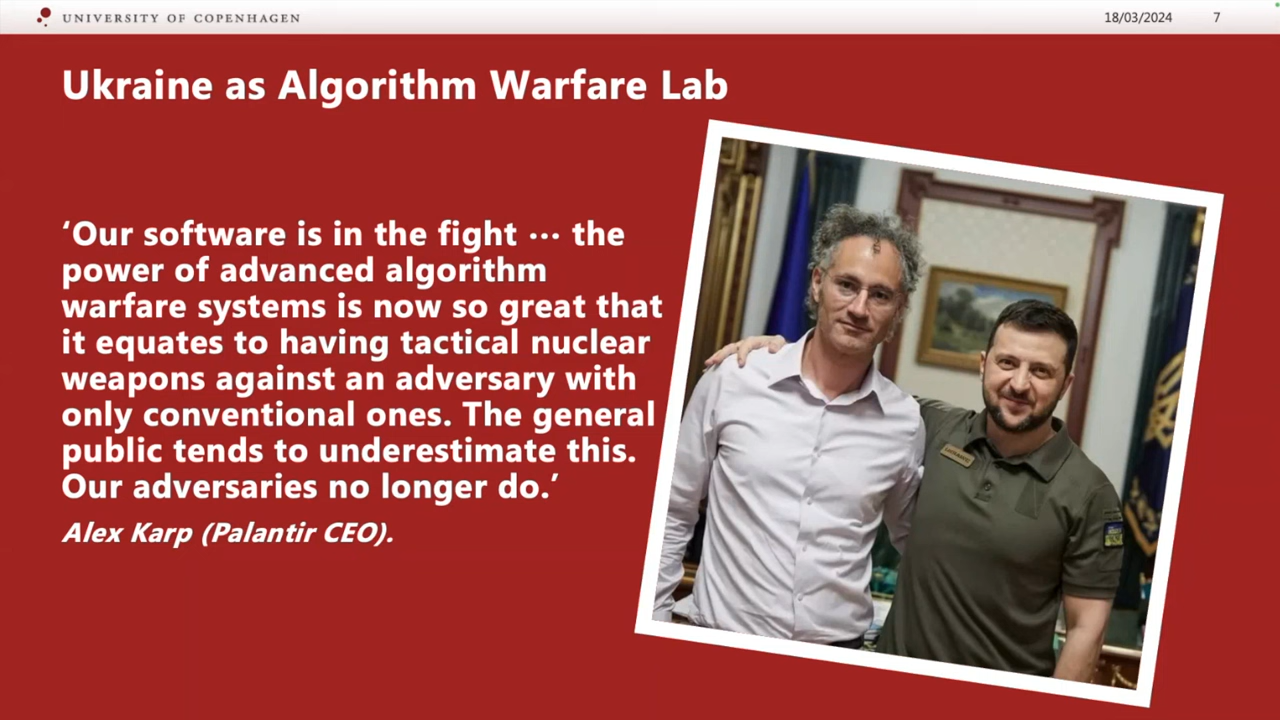 UNIVERSITY OF COPENHAGEN
18/03/2024 7
Ukraine as Algorithm Warfare Lab
‘Our software is in the fight ··· the
power of advanced algorithm
warfare systems is now so great that
it equates to having tactical nuclear
weapons against an adversary with
only conventional ones. The general
public tends to underestimate this.
Our adversaries no longer do.’
Alex Karp (Palantir CEO).